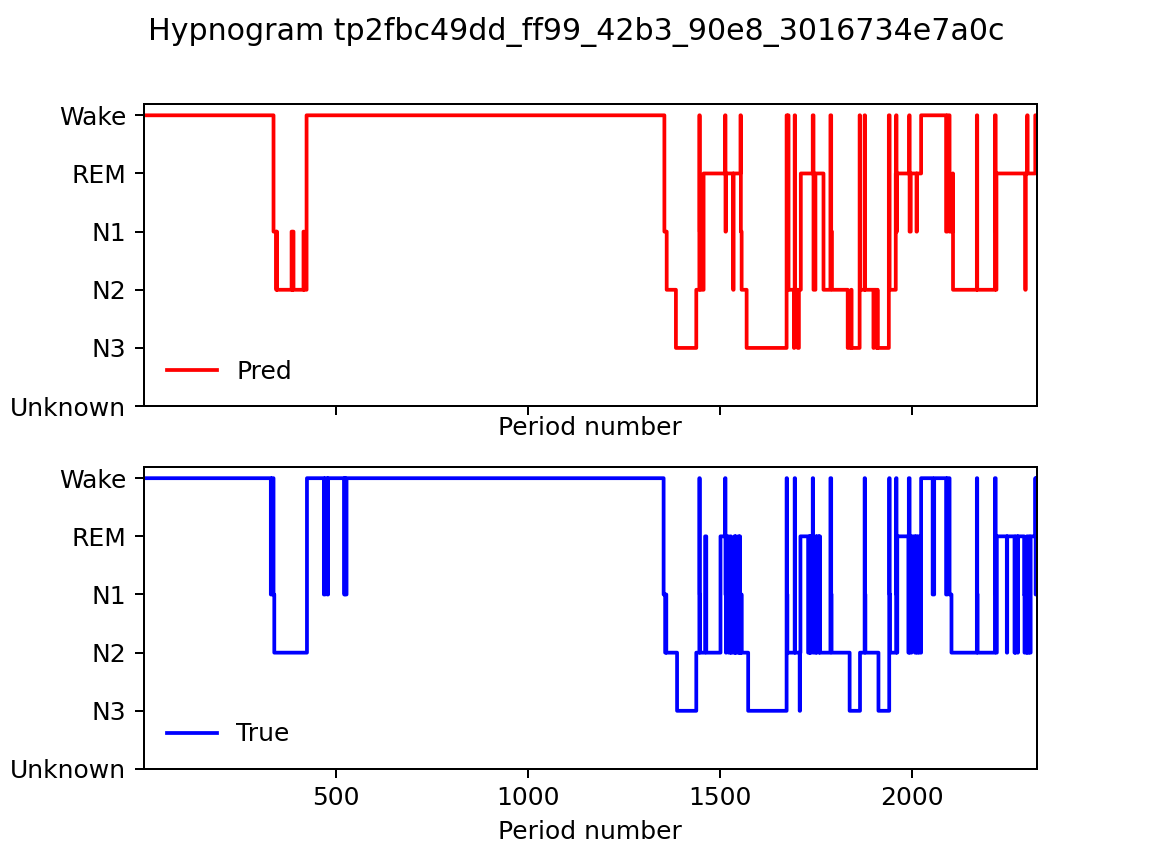 Hypnogram tp2fbc49dd_ff99_42b3_90e8_3016734e7a0c
Wake
REM
N1
N2
N3
Unknown
Pred
Period number
Wake
REM
N1
N2
N3
Unknown
True
500 1000 1500 2000
Period number